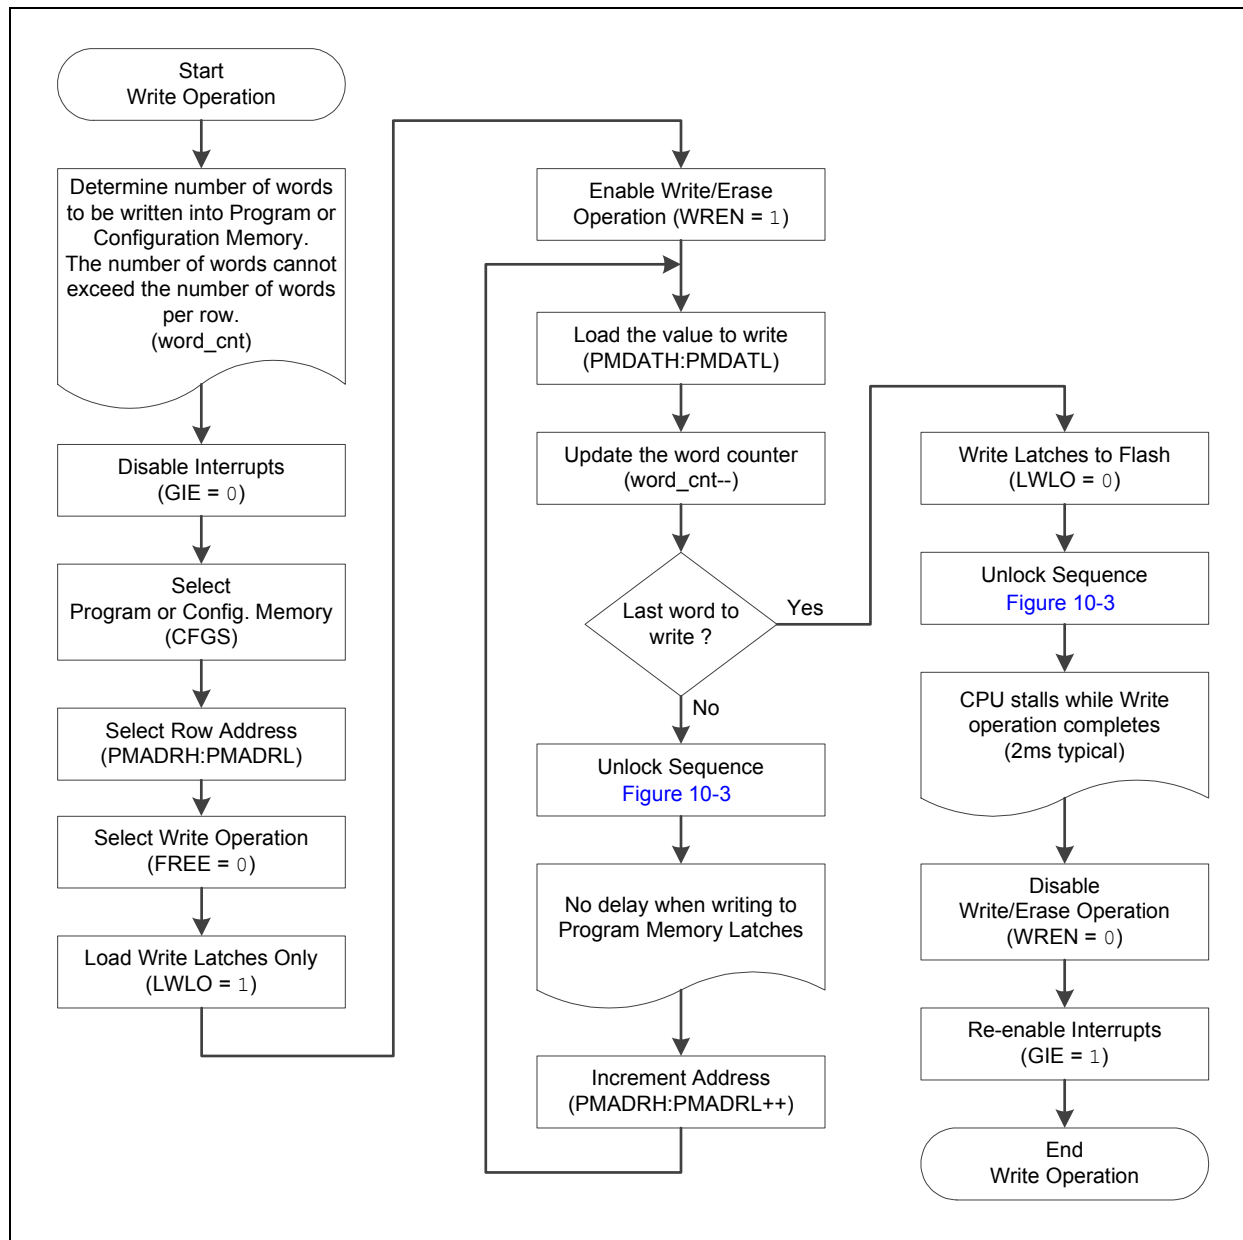 Start
Write Operation
Determine number of words
to be written into Program or
Configuration Memory.
The number of words cannot
exceed the number of words
per row.
(word_cnt)
Disable Interrupts
(GIE = 0)
Select
Program or Config. Memory
(CFGS)
Select Row Address
(PMADRH:PMADRL)
Select Write Operation
(FREE = 0)
Load Write Latches Only
(LWLO = 1)
Enable Write/Erase
Operation (WREN = 1)
Load the value to write
(PMDATH:PMDATL)
Update the word counter
(word_cnt--)
Last word to
write ?
Yes
No
Unlock Sequence
Figure 10-3
No delay when writing to
Program Memory Latches
Increment Address
(PMADRH:PMADRL++)
Write Latches to Flash
(LWLO = 0)
Unlock Sequence
Figure 10-3
CPU stalls while Write
operation completes
(2ms typical)
Disable
Write/Erase Operation
(WREN = 0)
Re-enable Interrupts
(GIE = 1)
End
Write Operation